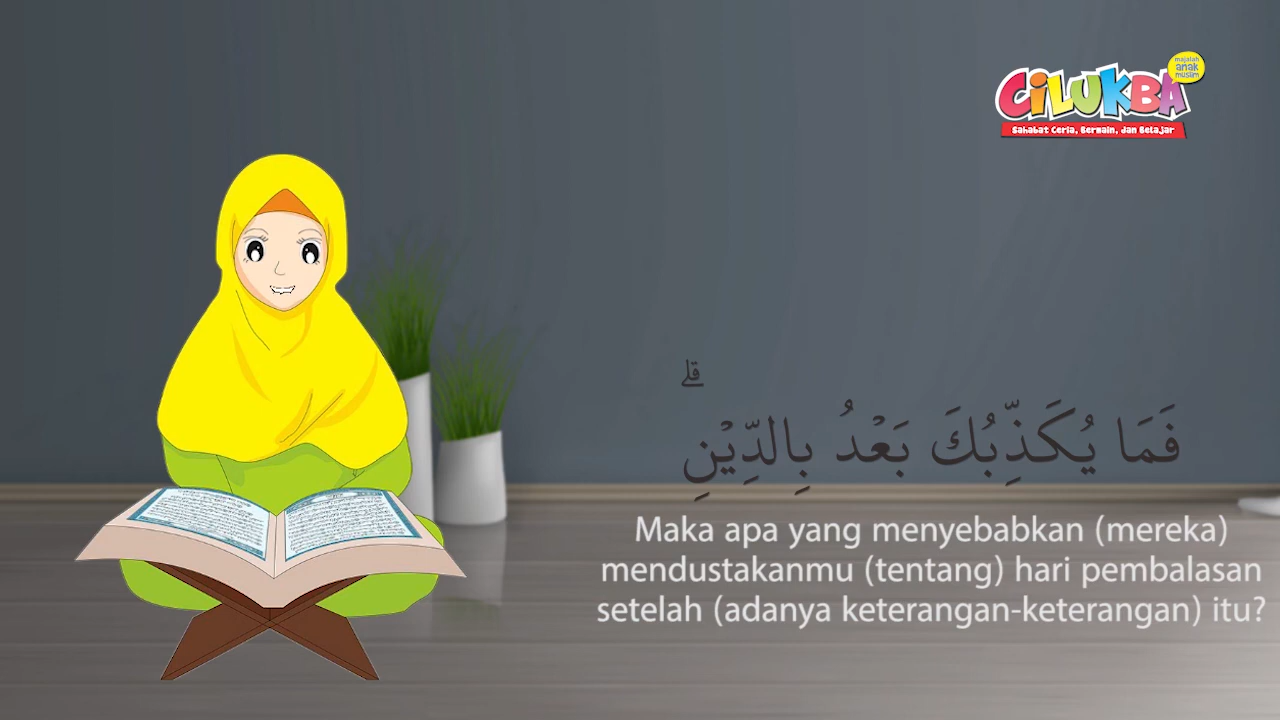 majalah
anak
muslim
CILUKBA
Sahabat Ceria, Bermain, dan Belajar
فَمَا يُكَذِّبُكَ بَعْدُ بِالدِّيْنِۗ
Maka apa yang menyebabkan (mereka)
mendustakanmu (tentang) hari pembalasan
setelah (adanya keterangan-keterangan) itu?